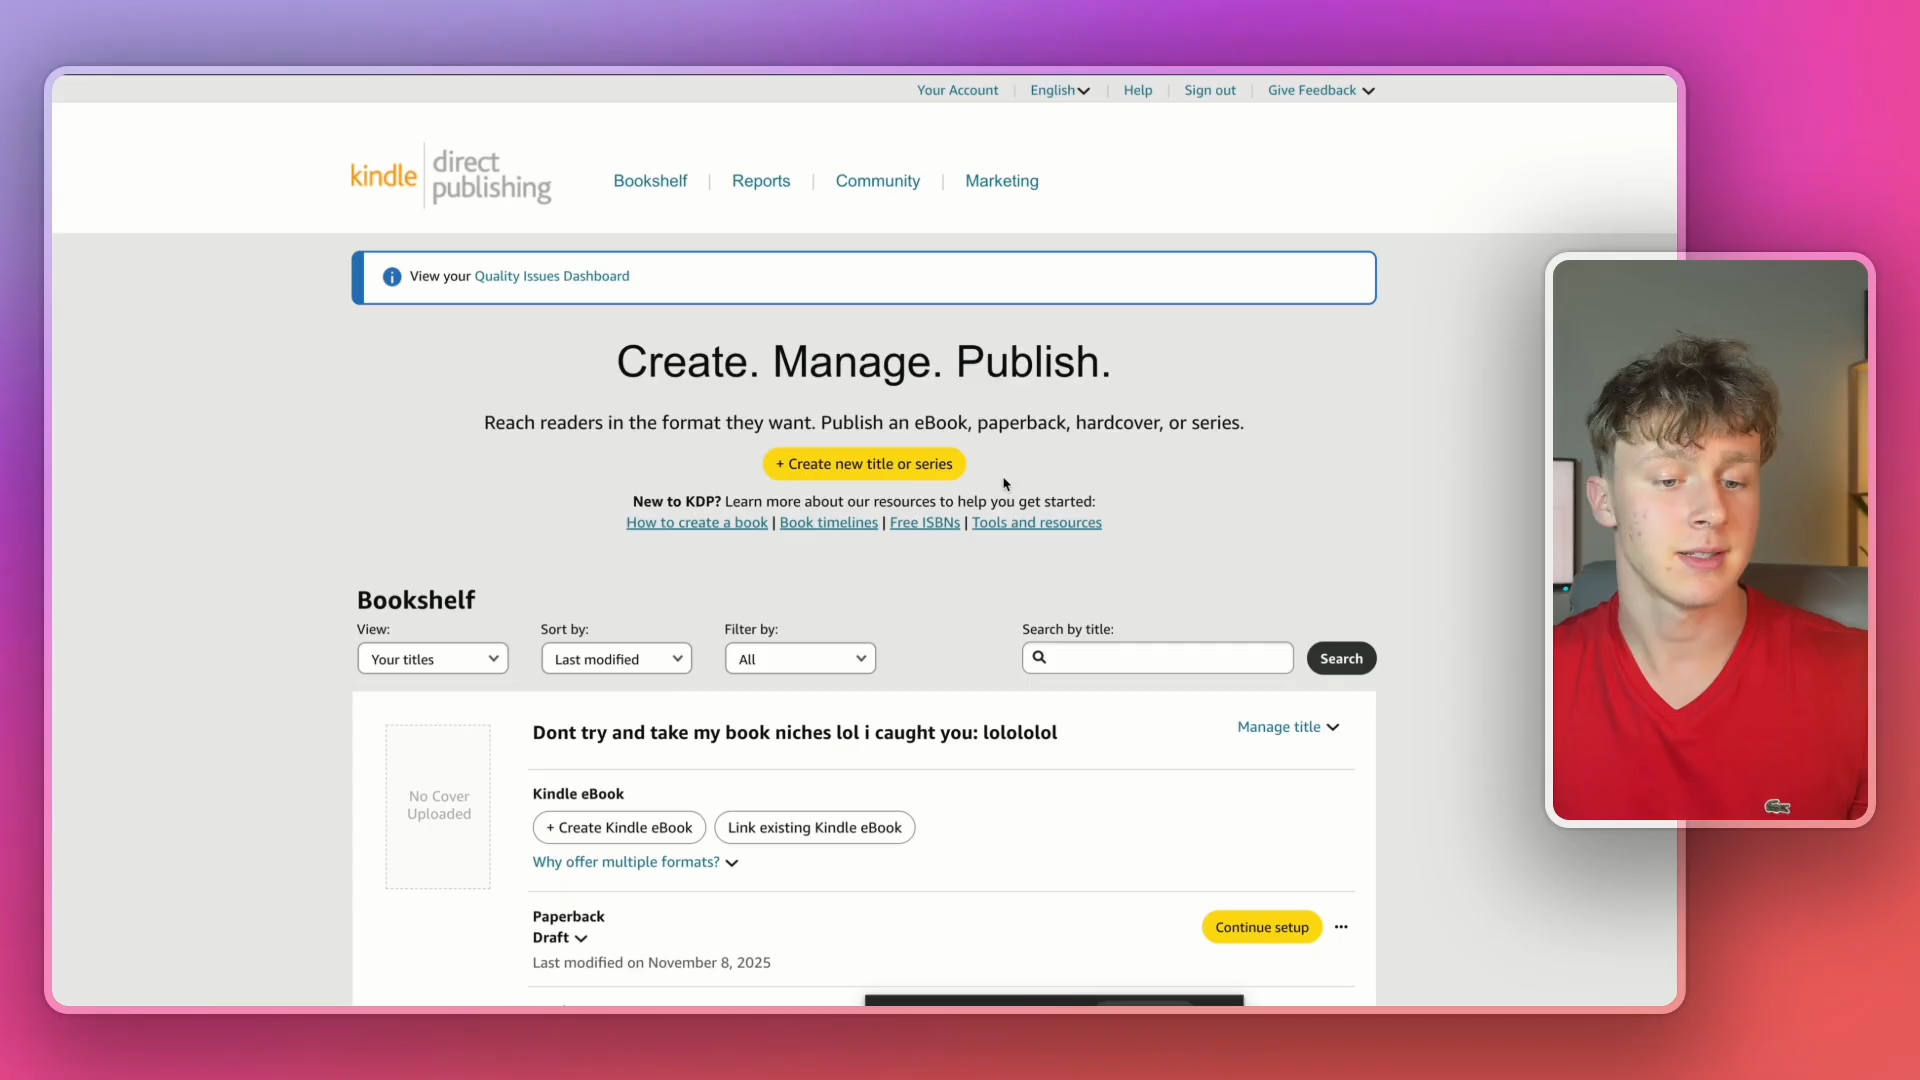 Your Account | English | Help | Sign out | Give Feedback
kindle direct publishing
Bookshelf | Reports | Community | Marketing
View your Quality Issues Dashboard
Create. Manage. Publish.
Reach readers in the format they want. Publish an eBook, paperback, hardcover, or series.
+ Create new title or series
New to KDP? Learn more about our resources to help you get started:
How to create a book | Book timelines | Free ISBNs | Tools and resources
Bookshelf
View: Sort by: Filter by: Search by title:
Your titles Last modified All Search
Dont try and take my book niches lol i caught you: lolololol
Manage title
No Cover
Uploaded
Kindle eBook
+ Create Kindle eBook Link existing Kindle eBook
Why offer multiple formats?
Paperback
Draft
Continue setup
Last modified on November 8, 2025